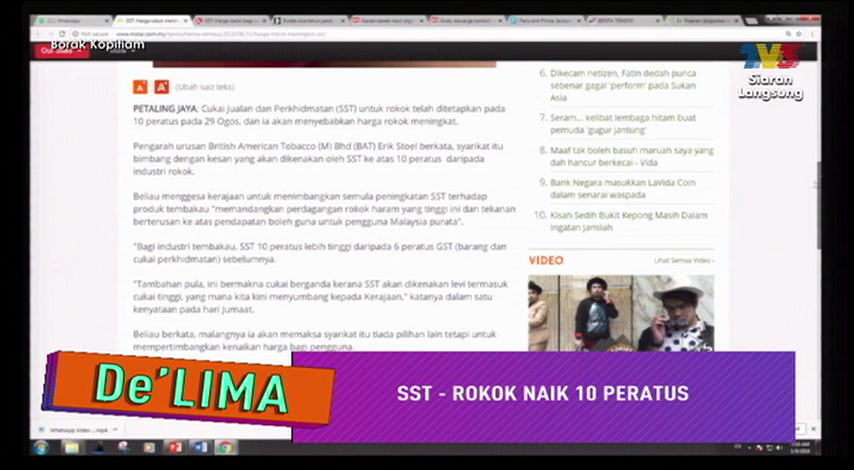 Borak Kopitiam
TV3
Siaran
Langsung
WhatsApp
Not secure
(Ubah saiz teks)
PETALING JAYA: Cukai Jualan dan Perkhidmatan (SST) untuk rokok telah ditetapkan pada
10 peratus pada 29 Ogos, dan ia akan menyebabkan harga rokok meningkat.
Pengarah urusan British American Tobacco (M) Bhd (BAT) Erik Stoel berkata, syarikat itu
bimbang dengan kesan yang akan dikenakan oleh SST ke atas 10 peratus daripada
industri rokok.
Beliau menggesa kerajaan untuk menimbangkan semula peningkatan SST terhadap
produk tembakau "memandangkan perdagangan rokok haram yang tinggi ini dan tekanan
berterusan ke atas pendapatan boleh guna untuk pengguna Malaysia purata".
"Bagi industri tembakau, SST 10 peratus lebih tinggi daripada 6 peratus GST (barang dan
cukai perkhidmatan) sebelumnya.
"Tambahan pula, ini bermakna cukai berganda kerana SST akan dikenakan levi termasuk
cukai tinggi, yang mana kita kini menyumbang kepada Kerajaan," katanya dalam satu
kenyataan pada hari Jumaat.
Beliau berkata, malangnya ia akan memaksa syarikat itu tiada pilihan lain tetapi untuk
mempertimbangkan kenaikan harga bagi pengguna.
6. Dikecam netizen, Fatin dedah punca
sebenar gagal 'perform' pada Sukan
Asia
7. Seram... kelibat lembaga hitam buat
pemuda 'gugur jantung'
8. Maaf tak boleh basuh maruah saya yang
dah hancur berkecai - Vida
9. Bank Negara masukkan LaVida Coin
dalam senarai waspada
10. Kisah Sedih Bukit Kepong Masih Dalam
Ingatan Jamilah
VIDEO
Lihat Semua Video
De'LIMA
SST - ROKOK NAIK 10 PERATUS